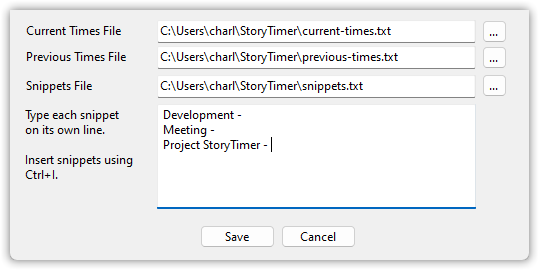 Current Times File C:\Users\charl\StoryTimer\current-times.txt ...
Previous Times File C:\Users\charl\StoryTimer\previous-times.txt ...
Snippets File C:\Users\charl\StoryTimer\snippets.txt ...
Type each snippet
on its own line.
Insert snippets using
Ctrl+I.
Development -
Meeting -
Project StoryTimer -
Save Cancel